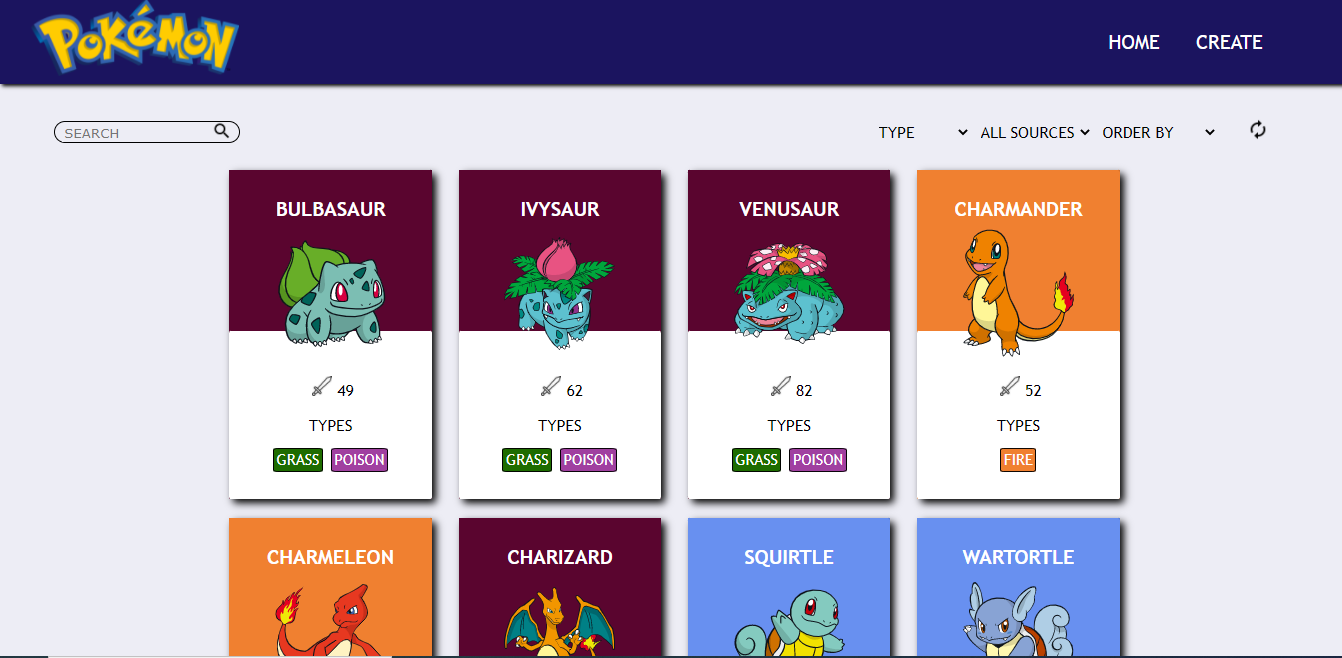 POKéMON
HOME CREATE
SEARCH
TYPE ALL SOURCES ORDER BY
BULBASAUR IVYSAUR VENUSAUR CHARMANDER
49 62 82 52
TYPES TYPES TYPES TYPES
GRASS POISON GRASS POISON GRASS POISON FIRE
CHARMELEON CHARIZARD SQUIRTLE WARTORTLE